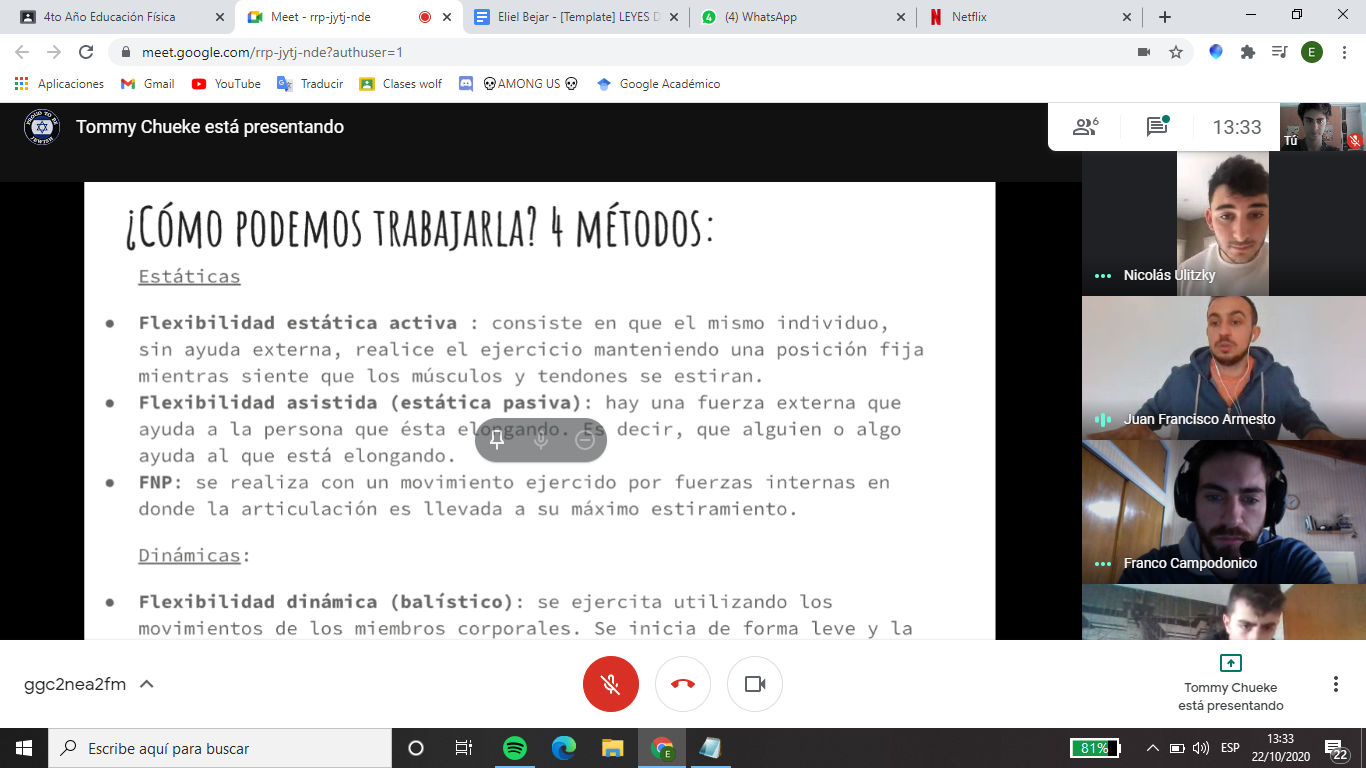 4to Año Educación Física
Meet - rrp-jytj-nde
Eliel Bejar - [Template] LEYES D
(4) WhatsApp
Netflix
meet.google.com/rrp-jytj-nde?authuser=1
E
Aplicaciones
Gmail
YouTube
Traducir
Clases wolf
AMONG US
Google Académico
PROUD TO BE JEWISH
Tommy Chueke está presentando
6
13:33
Tú
¿Cómo podemos trabajarla? 4 métodos:
Estáticas
● Flexibilidad estática activa : consiste en que el mismo individuo,
sin ayuda externa, realice el ejercicio manteniendo una posición fija
mientras siente que los músculos y tendones se estiran.
● Flexibilidad asistida (estática pasiva): hay una fuerza externa que
ayuda a la persona que ésta elongando. Es decir, que alguien o algo
ayuda al que está elongando.
● FNP: se realiza con un movimiento ejercido por fuerzas internas en
donde la articulación es llevada a su máximo estiramiento.
Dinámicas:
● Flexibilidad dinámica (balístico): se ejercita utilizando los
movimientos de los miembros corporales. Se inicia de forma leve y la
Nicolás Ulitzky
Juan Francisco Armesto
Franco Campodonico
ggc2nea2fm
Tommy Chueke
está presentando
Escribe aquí para buscar
81%
ESP
13:33
22/10/2020
22